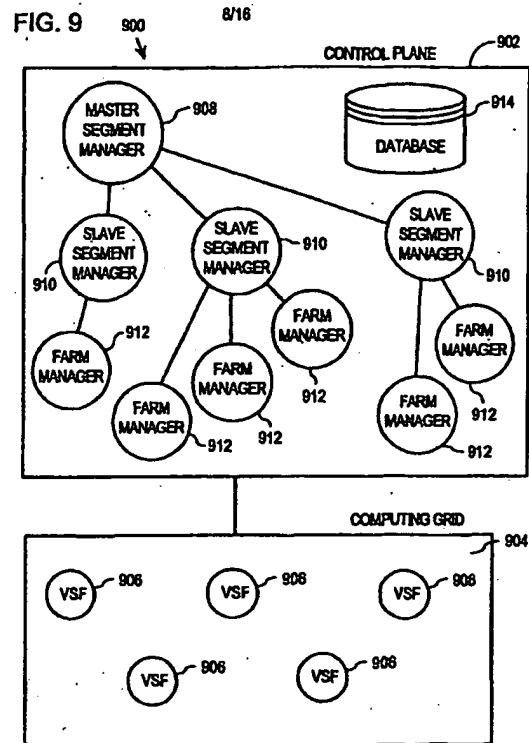 FIG. 9
8/16
900
902
CONTROL PLANE
MASTER
SEGMENT
MANAGER
908
914
DATABASE
SLAVE
SEGMENT
MANAGER
910
SLAVE
SEGMENT
MANAGER
910
SLAVE
SEGMENT
MANAGER
910
FARM
MANAGER
912
FARM
MANAGER
912
FARM
MANAGER
912
FARM
MANAGER
912
FARM
MANAGER
912
FARM
MANAGER
912
COMPUTING GRID
904
VSF
906
VSF
906
VSF
906
VSF
906
VSF
906